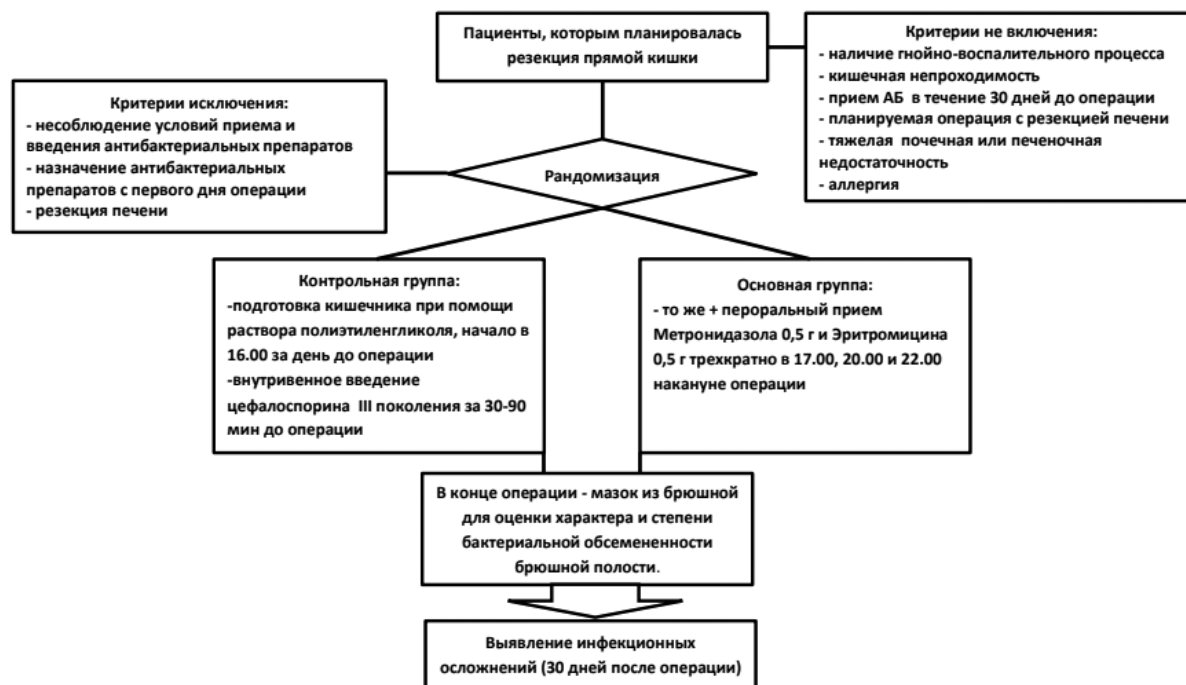 Пациенты, которым планировалась
резекция прямой кишки
Критерии не включения:
- наличие гнойно-воспалительного процесса
- кишечная непроходимость
- прием АБ в течение 30 дней до операции
- планируемая операция с резекцией печени
- тяжелая почечная или печеночная
недостаточность
- аллергия
Критерии исключения:
- несоблюдение условий приема и
введения антибактериальных препаратов
- назначение антибактериальных
препаратов с первого дня операции
- резекция печени
Рандомизация
Контрольная группа:
-подготовка кишечника при помощи
раствора полиэтиленгликоля, начало в
16.00 за день до операции
-внутривенное введение
цефалоспорина III поколения за 30-90
мин до операции
Основная группа:
- то же + пероральный прием
Метронидазола 0,5 г и Эритромицина
0,5 г трехкратно в 17.00, 20.00 и 22.00
накануне операции
В конце операции - мазок из брюшной
для оценки характера и степени
бактериальной обсемененности
брюшной полости.
Выявление инфекционных
осложнений (30 дней после операции)